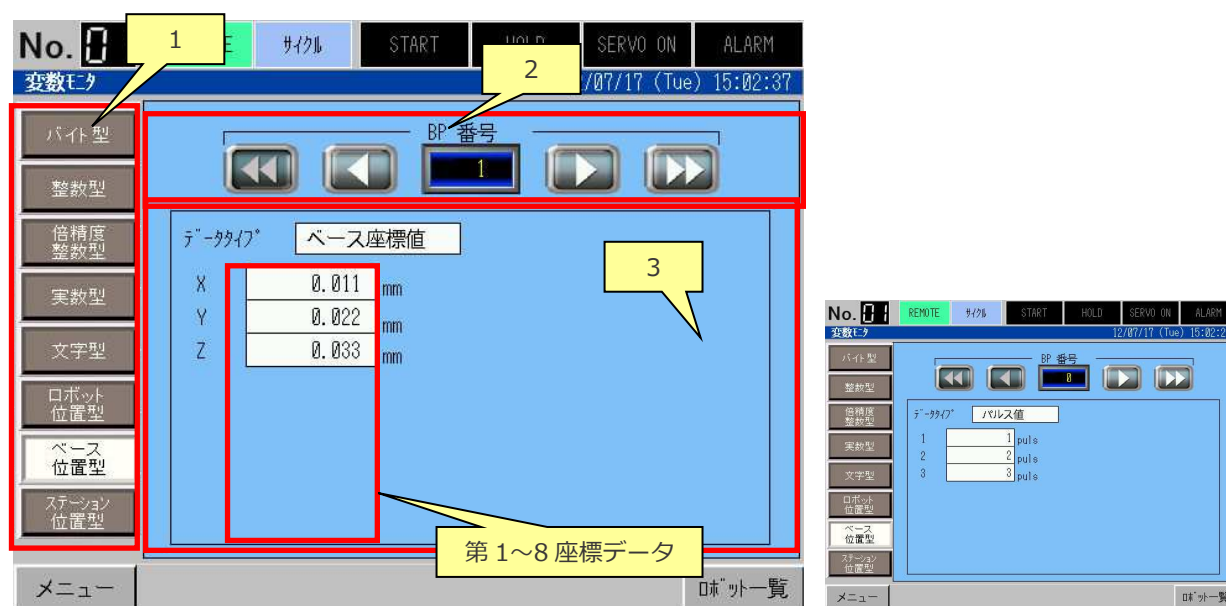 No. 0
1
E
ｻｲｸﾙ
START
HOLD
SERVO ON
ALARM
変数ﾓﾆﾀ
2
/07/17 (Tue) 15:02:37
バイト型
整数型
倍精度
整数型
実数型
文字型
ロボット
位置型
ベース
位置型
ステーション
位置型
BP 番号
1
ﾃﾞｰﾀﾀｲﾌﾟ ベース座標値
X 0.011 mm
Y 0.022 mm
Z 0.033 mm
3
第 1～8 座標データ
メニュー
ﾛﾎﾞｯﾄ一覧
No. 01
REMOTE
ｻｲｸﾙ
START
HOLD
SERVO ON
ALARM
変数ﾓﾆﾀ
12/07/17 (Tue) 15:02:2
バイト型
整数型
倍精度
整数型
実数型
文字型
ロボット
位置型
ベース
位置型
ステーション
位置型
BP 番号
0
ﾃﾞｰﾀﾀｲﾌﾟ パルス値
1 1 puls
2 2 puls
3 3 puls
メニュー
ﾛﾎﾞｯﾄ一覧